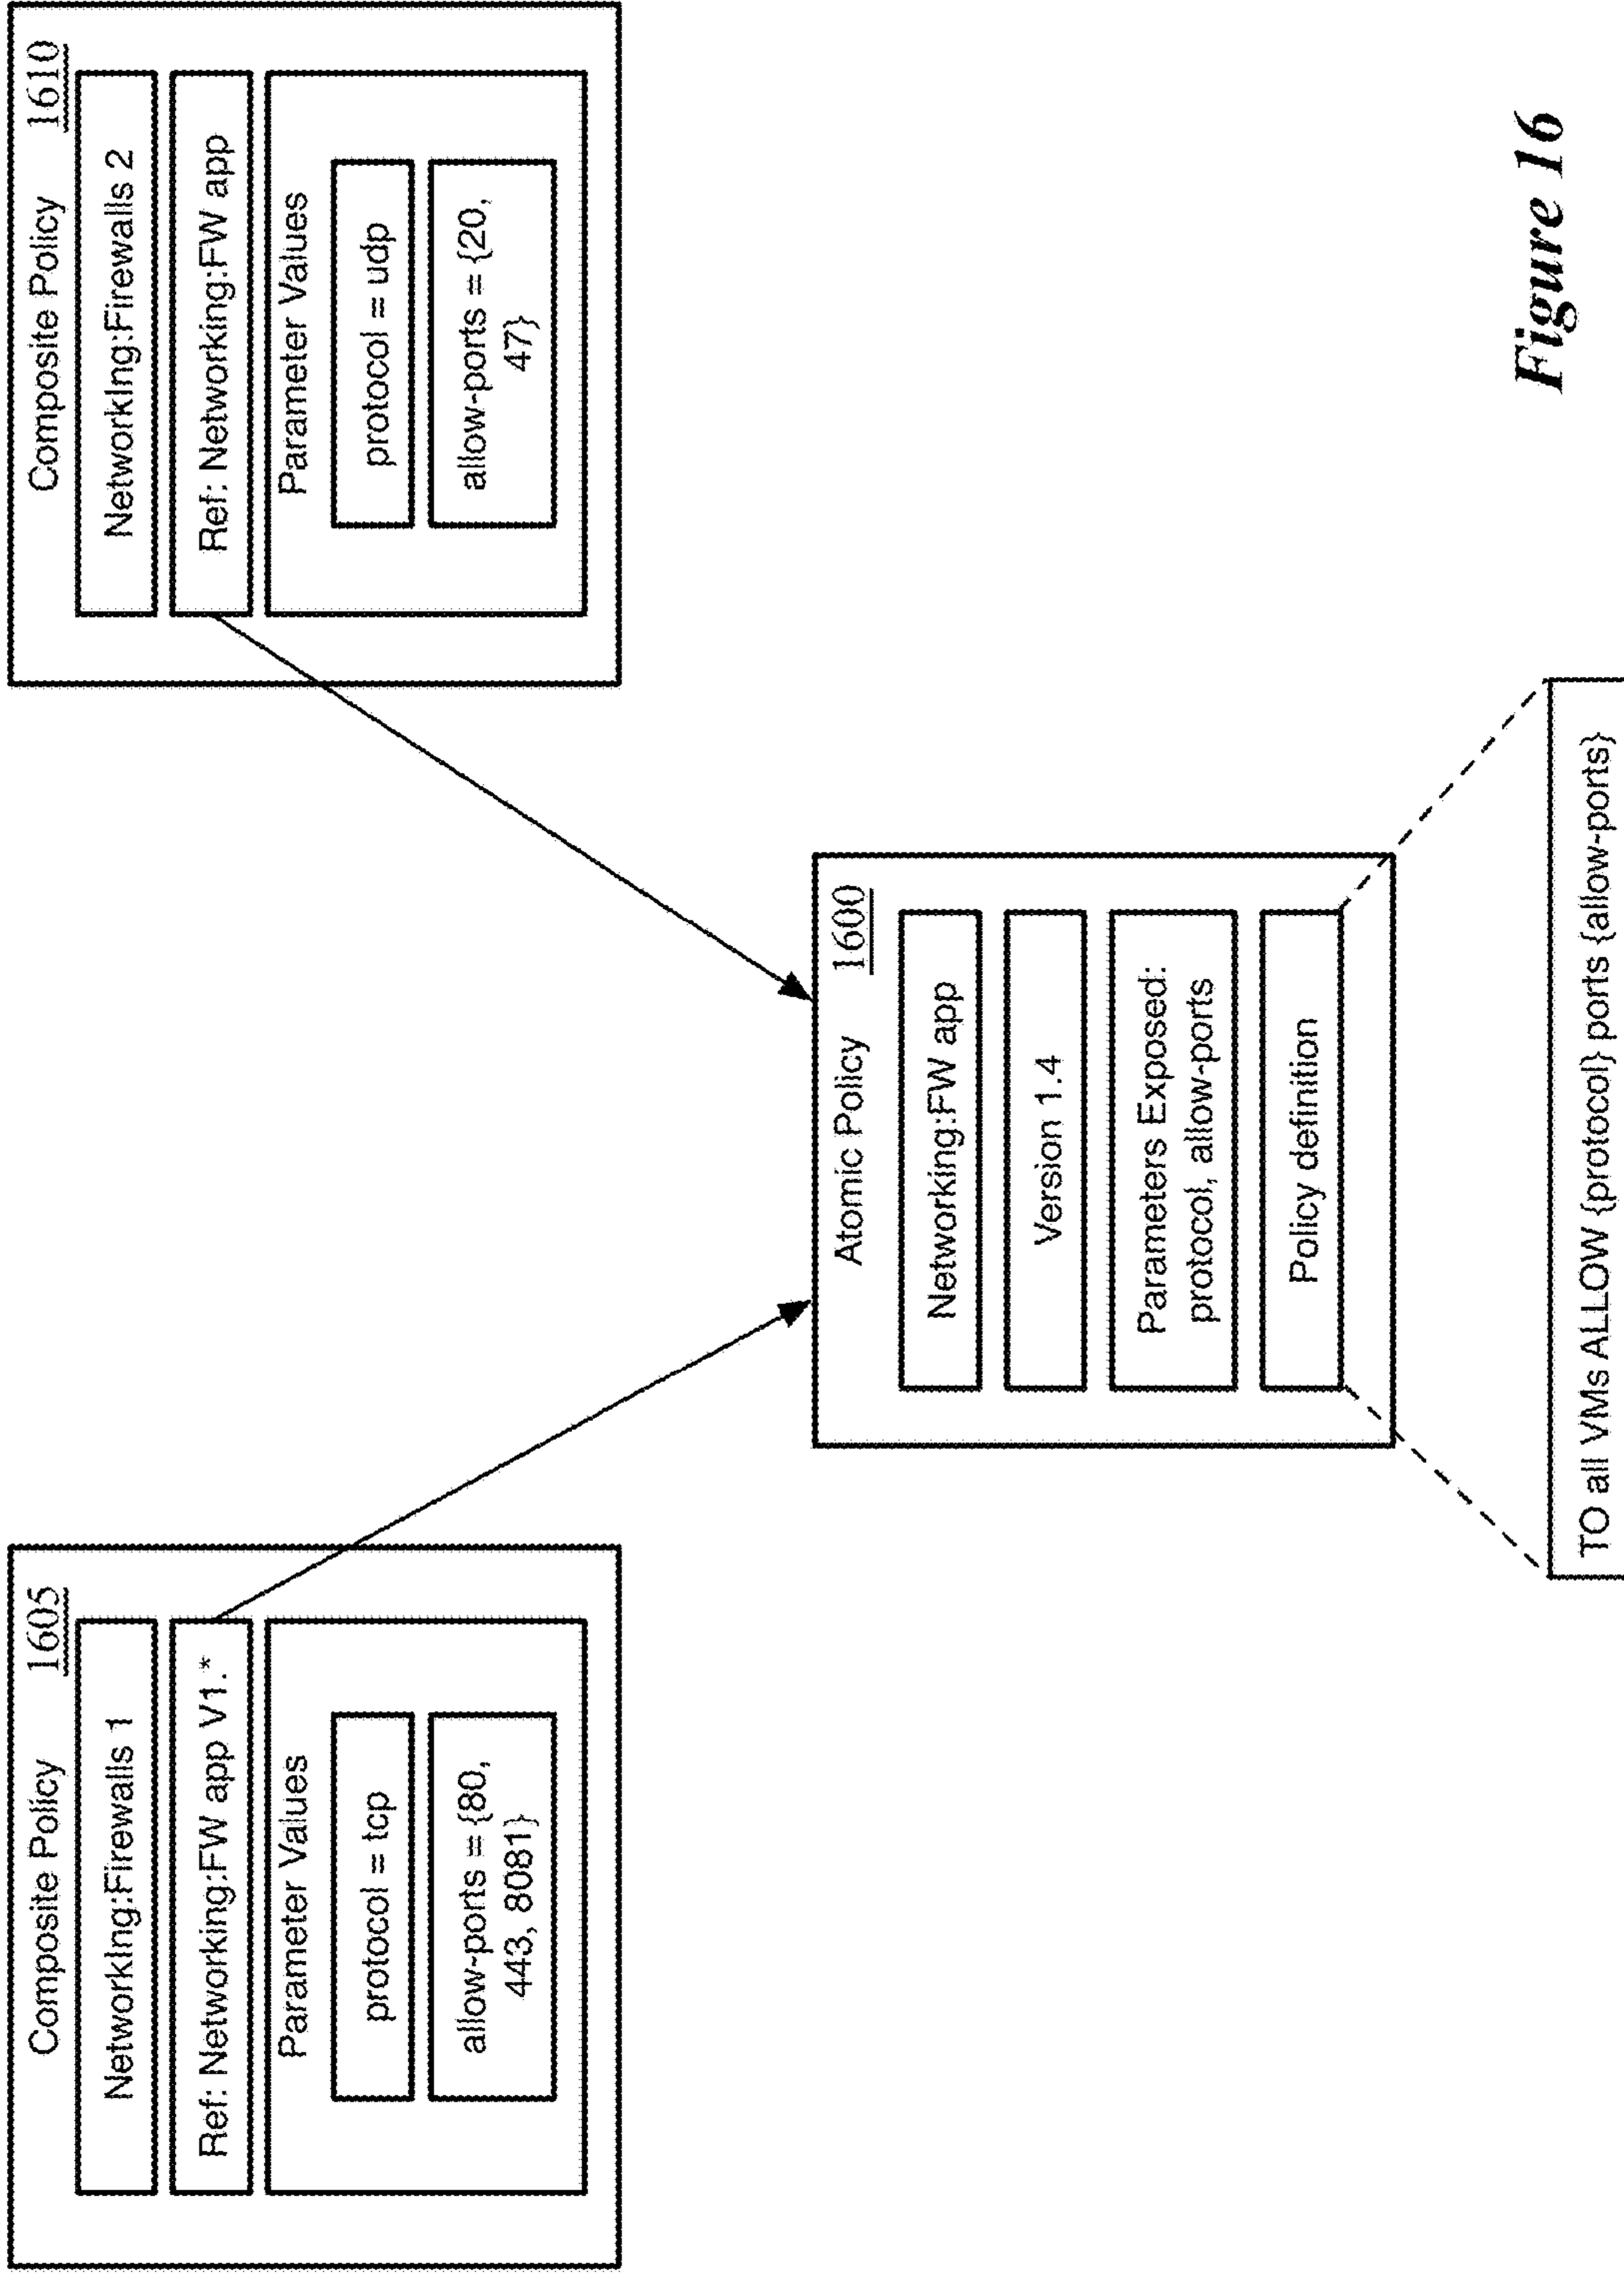 Composite Policy 1605
NetworkIng:Firewalls 1
Ref: Networking:FW app V1.*
Parameter Values
protocol = tcp
allow-ports = {80,
443, 8081}
Composite Policy 1610
NetworkIng:Firewalls 2
Ref: Networking:FW app
Parameter Values
protocol = udp
allow-ports = {20,
47}
Atomic Policy 1600
Networking:FW app
Version 1.4
Parameters Exposed:
protocol, allow-ports
Policy definition
TO all VMs ALLOW {protocol} ports {allow-ports}
Figure 16